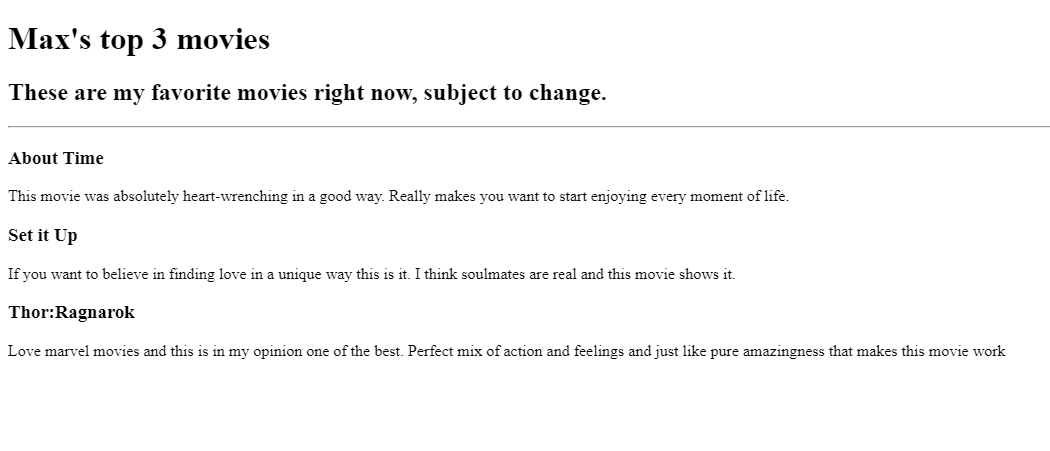 Max's top 3 movies
These are my favorite movies right now, subject to change.
About Time
This movie was absolutely heart-wrenching in a good way. Really makes you want to start enjoying every moment of life.
Set it Up
If you want to believe in finding love in a unique way this is it. I think soulmates are real and this movie shows it.
Thor:Ragnarok
Love marvel movies and this is in my opinion one of the best. Perfect mix of action and feelings and just like pure amazingness that makes this movie work